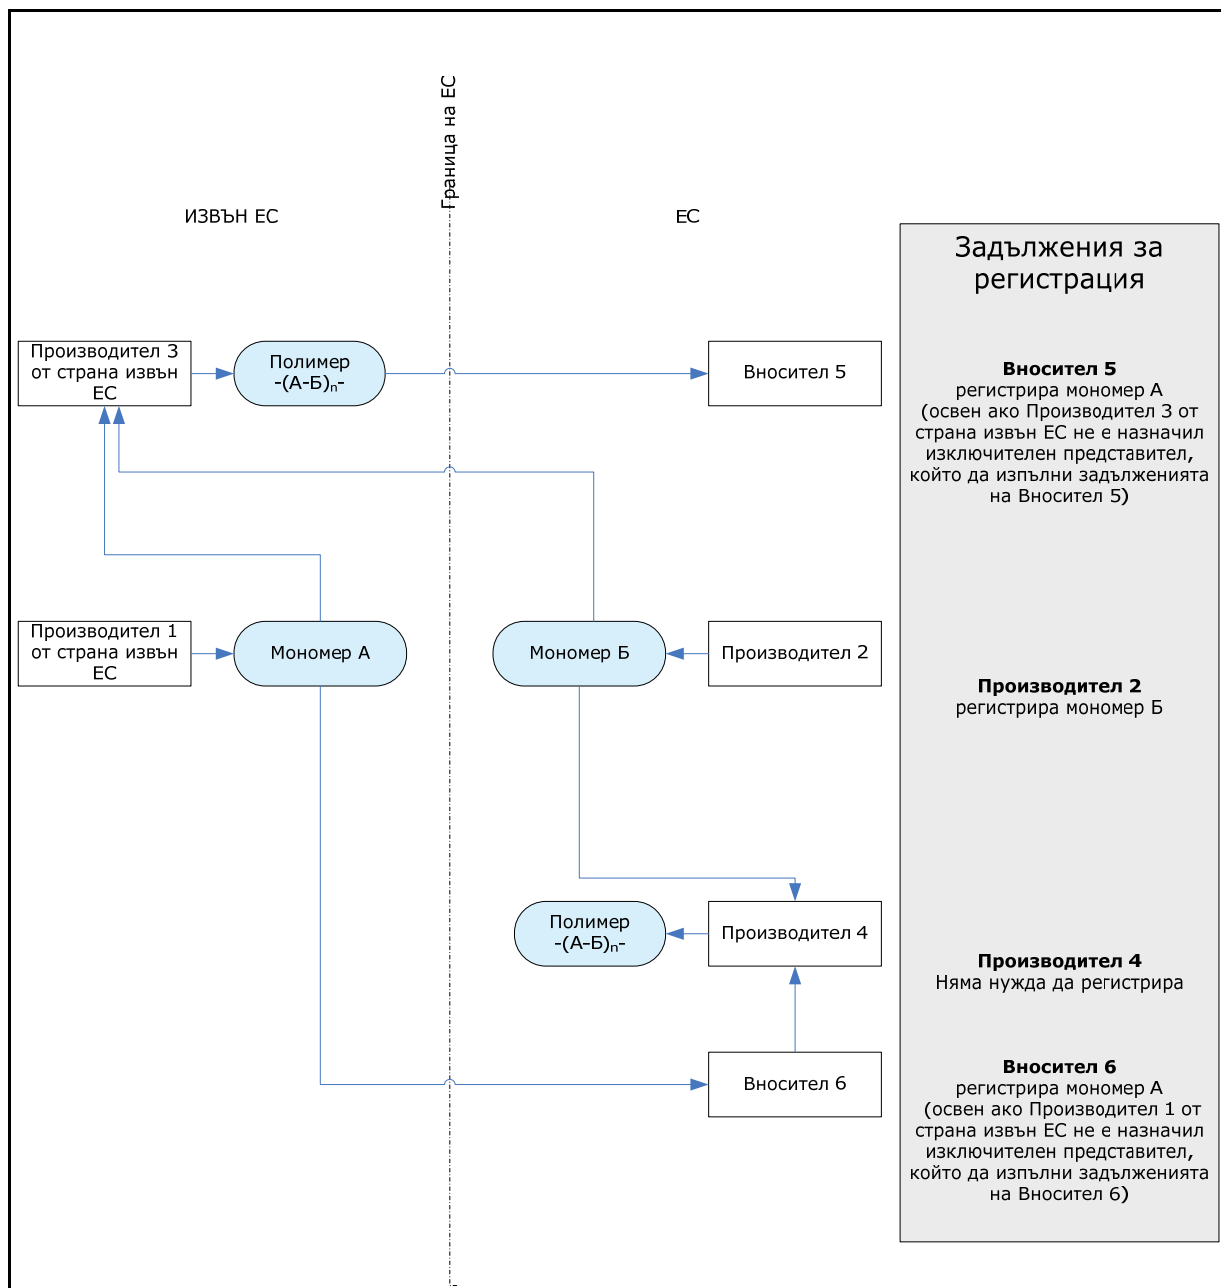 Граница на ЕС
ИЗВЪН ЕС
ЕС
Задължения за
регистрация
Производител 3
от страна извън
ЕС
Полимер
-(А-Б)n-
Вносител 5
Вносител 5
регистрира мономер А
(освен ако Производител 3 от
страна извън ЕС не е назначил
изключителен представител,
който да изпълни задълженията
на Вносител 5)
Производител 1
от страна извън
ЕС
Мономер А
Мономер Б
Производител 2
Производител 2
регистрира мономер Б
Полимер
-(А-Б)n-
Производител 4
Производител 4
Няма нужда да регистрира
Вносител 6
Вносител 6
регистрира мономер А
(освен ако Производител 1 от
страна извън ЕС не е назначил
изключителен представител,
който да изпълни задълженията
на Вносител 6)